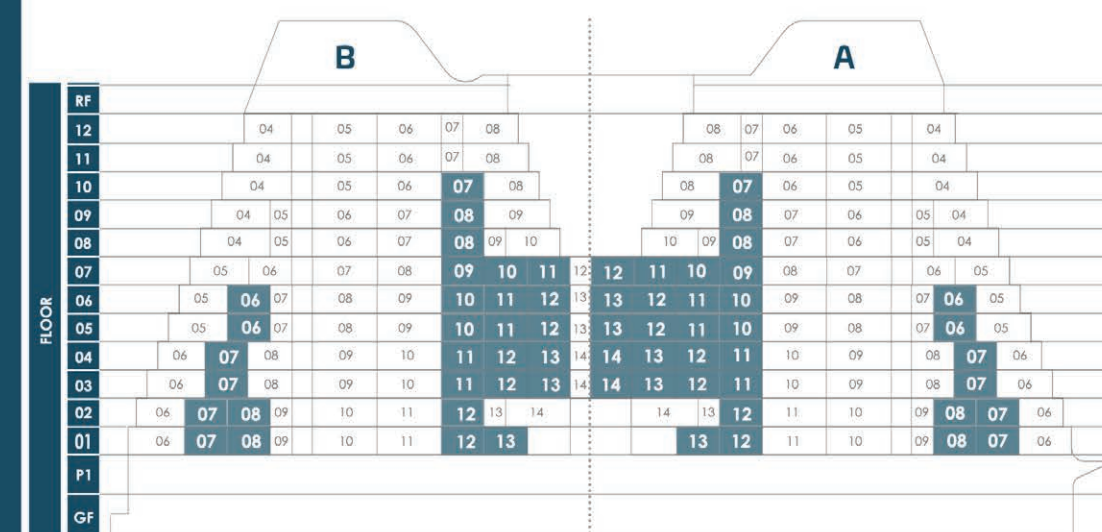 B A
RF
12 04 05 06 07 08 08 07 06 05 04
11 04 05 06 07 08 08 07 06 05 04
10 04 05 06 07 08 08 07 06 05 04
09 04 05 06 07 08 09 09 08 07 06 05 04
08 04 05 06 07 08 09 10 10 09 08 07 06 05 04
07 05 06 07 08 09 10 11 12 12 11 10 09 08 07 06 05
06 05 06 07 08 09 10 11 12 13 13 12 11 10 09 08 07 06 05
FLOOR
05 05 06 07 08 09 10 11 12 13 13 12 11 10 09 08 07 06 05
04 06 07 08 09 10 11 12 13 14 14 13 12 11 10 09 08 07 06
03 06 07 08 09 10 11 12 13 14 14 13 12 11 10 09 08 07 06
02 06 07 08 09 10 11 12 13 14 14 13 12 11 10 09 08 07 06
01 06 07 08 09 10 11 12 13 13 12 11 10 09 08 07 06
P1
GF